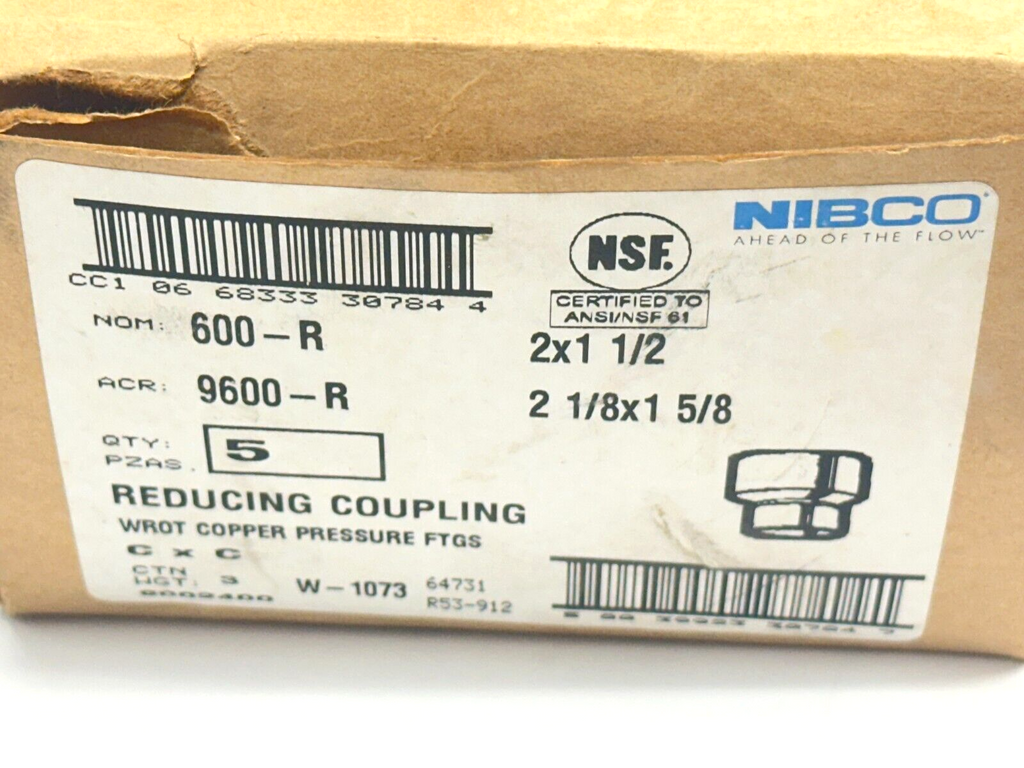 NIBCO
AHEAD OF THE FLOW™
CC1 06 68333 30784 4
NSF.
CERTIFIED TO
ANSI/NSF 61
NOM: 600-R 2x1 1/2
ACR: 9600-R 2 1/8x1 5/8
QTY: 5
PZAS.
REDUCING COUPLING
WROT COPPER PRESSURE FTGS
C x C
CTN
WGT: 3
W-1073 64731
R53-912